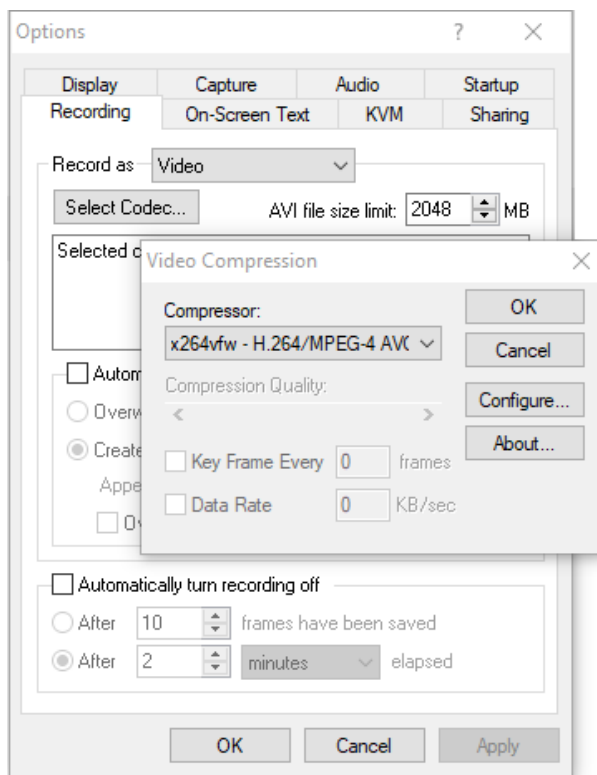 Options
Display Capture Audio Startup
Recording On-Screen Text KVM Sharing
Record as Video
Select Codec... AVI file size limit: 2048 MB
Selected
Video Compression
Compressor:
x264vfw - H.264/MPEG-4
OK
Cancel
Compression Quality:
Configure...
About...
Key Frame Every 0 frames
Data Rate 0 KB/sec
Create
Automatically turn recording off
After 10 frames have been saved
After 2 minutes elapsed
OK Cancel Apply